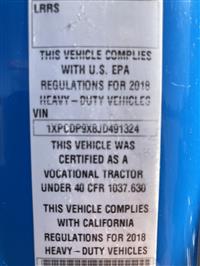 LRRS
THIS VEHICLE COMPLIES
WITH U.S. EPA
REGULATIONS FOR 2018
HEAVY - DUTY VEHICLES
VIN
1XPCDP9X8JD491324
THIS VEHICLE WAS
CERTIFIED AS A
VOCATIONAL TRACTOR
UNDER 40 CFR 1037.630
THIS VEHICLE COMPLIES
WITH CALIFORNIA
REGULATIONS FOR 2018
HEAVY - DUTY VEHICLES